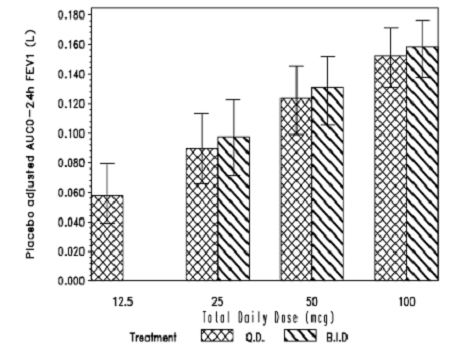 Placebo adjusted AUC0-24h FEV1 (L)
0.180
0.160
0.140
0.120
0.100
0.080
0.060
0.040
0.020
0.000
12.5 25 50 100
Total Daily Dose (mcg)
Treatment Q.D. B.I.D